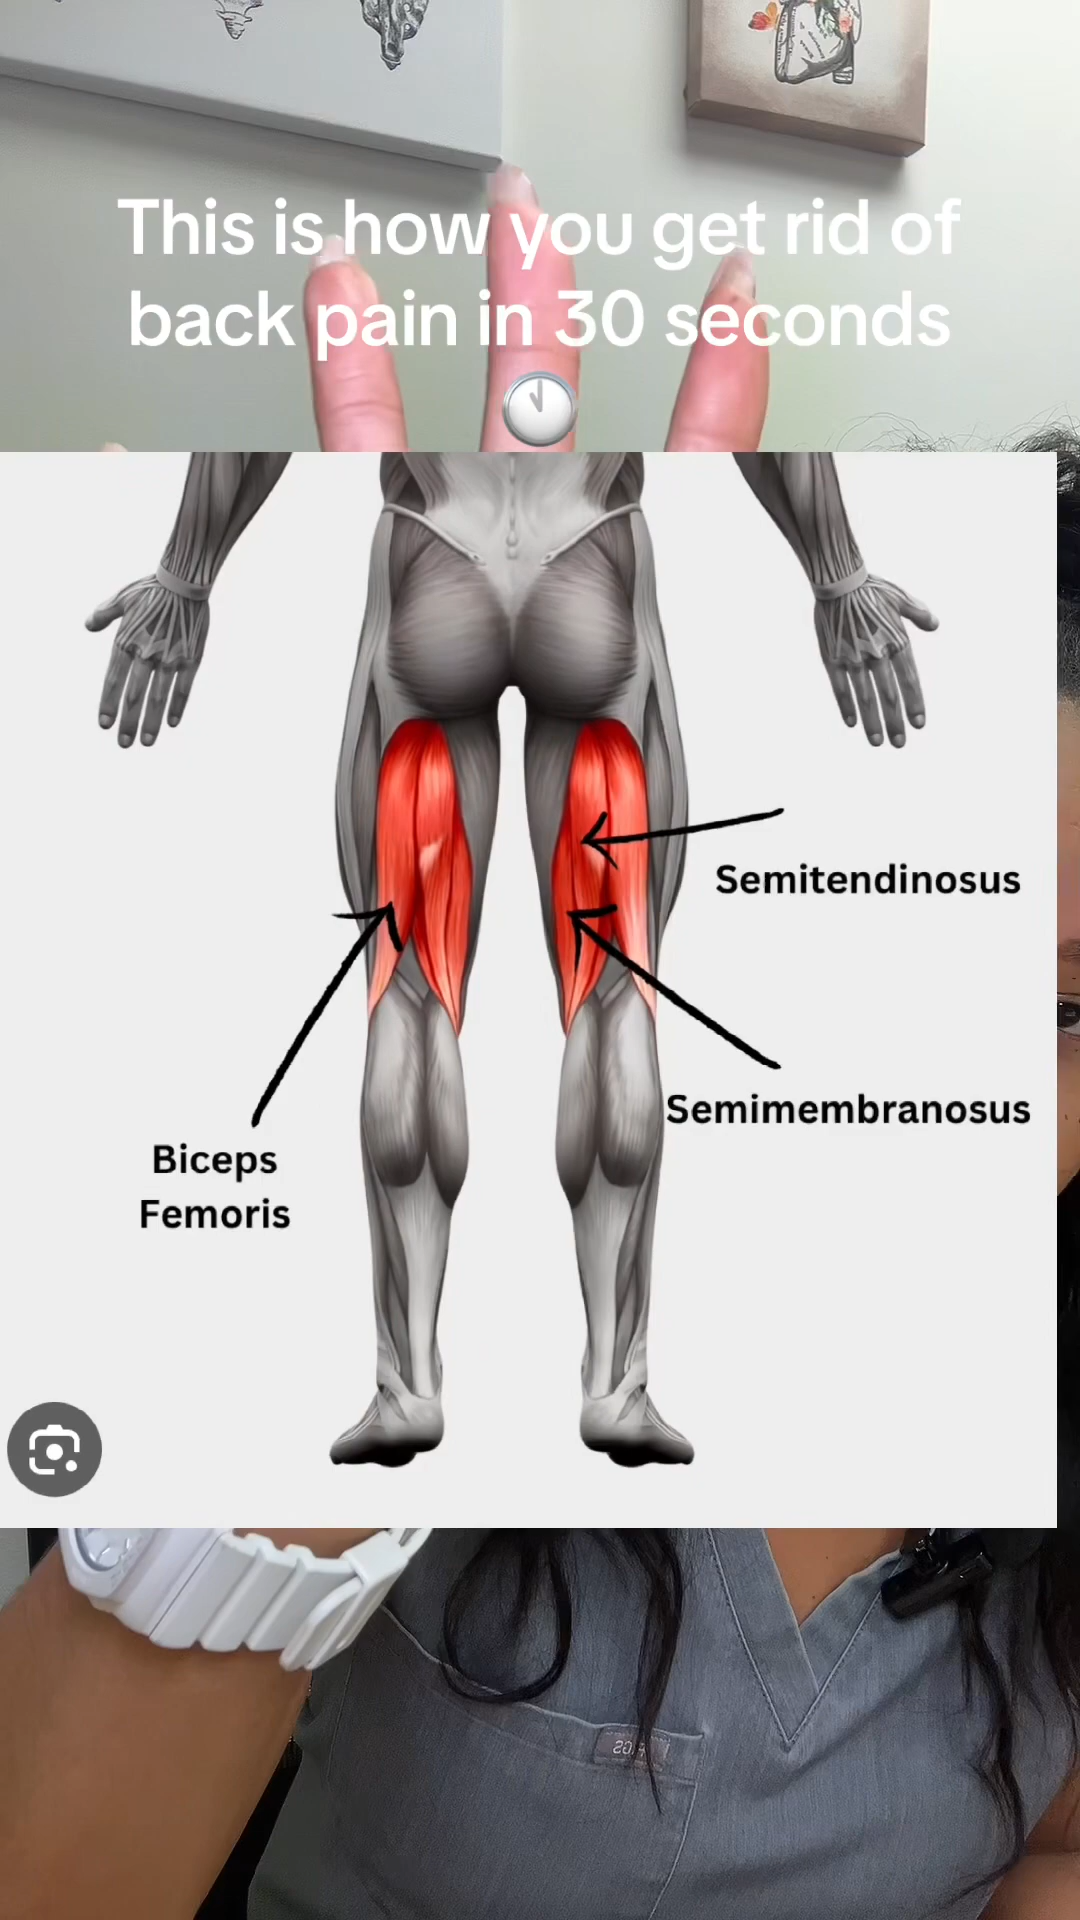 This is how you get rid of
back pain in 30 seconds
Semitendinosus
Semimembranosus
Biceps
Femoris